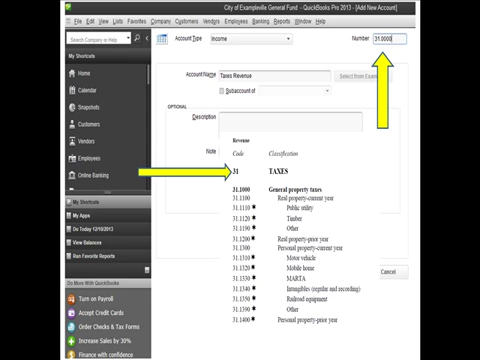 City of Exampleville General Fund - QuickBooks Pro 2013 - [Add New Account]
File Edit View Lists Favorites Company Customers Vendors Employees Banking Reports Window Help
Search Company or Help
My Shortcuts
Home
Calendar
Snapshots
Customers
Vendors
Employees
Online Banking
My Shortcuts
My Apps
Do Today 12/10/2013
View Balances
Run Favorite Reports
Do More With QuickBooks
Turn on Payroll
Accept Credit Cards
Order Checks & Tax Forms
Increase Sales by 30%
Finance with confidence
Account Type Income Number 31.0000
Account Name Taxes Revenue Select from Exam
Subaccount of
OPTIONAL
Description
Note
Revenue
Code Classification
31 TAXES
31.1000 General property taxes
31.1100 Real property-current year
31.1110 * Public utility
31.1120 * Timber
31.1190 * Other
31.1200 * Real property-prior year
31.1300 Personal property-current year
31.1310 * Motor vehicle
31.1320 * Mobile home
31.1330 * MARTA
31.1340 * Intangibles (regular and recording)
31.1350 * Railroad equipment
31.1390 * Other
31.1400 * Personal property-prior year
Cancel